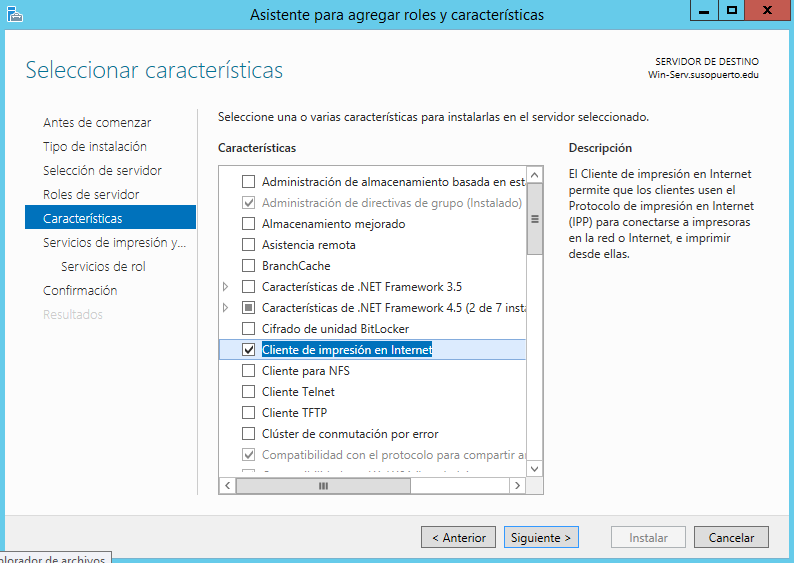 Asistente para agregar roles y características
Seleccionar características
SERVIDOR DE DESTINO
Win-Serv.susopuerto.edu
Antes de comenzar
Tipo de instalación
Selección de servidor
Roles de servidor
Características
Servicios de impresión y...
Servicios de rol
Confirmación
Resultados
Seleccione una o varias características para instalarlas en el servidor seleccionado.
Características
Administración de almacenamiento basada en est
Administración de directivas de grupo (Instalado)
Almacenamiento mejorado
Asistencia remota
BranchCache
Características de .NET Framework 3.5
Características de .NET Framework 4.5 (2 de 7 insta
Cifrado de unidad BitLocker
Cliente de impresión en Internet
Cliente para NFS
Cliente Telnet
Cliente TFTP
Clúster de conmutación por error
Compatibilidad con el protocolo para compartir ar
Descripción
El Cliente de impresión en Internet
permite que los clientes usen el
Protocolo de impresión en Internet
(IPP) para conectarse a impresoras
en la red o Internet, e imprimir
desde ellas.
< Anterior
Siguiente >
Instalar
Cancelar
plorador de archivos